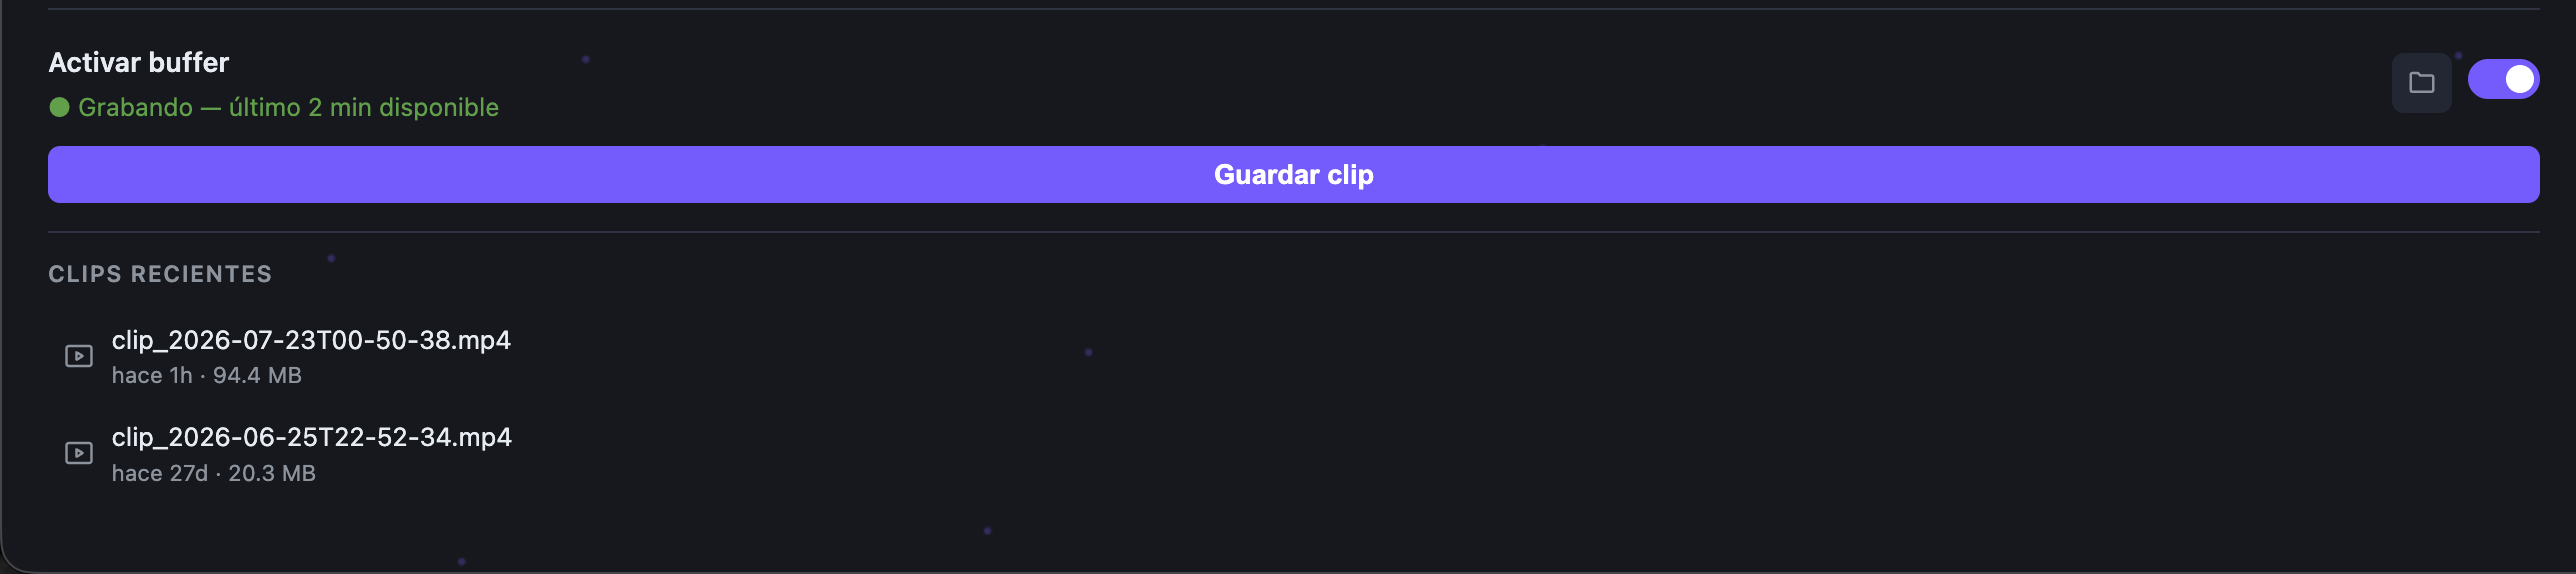 Activar buffer
Grabando — último 2 min disponible
Guardar clip
CLIPS RECIENTES
clip_2026-07-23T00-50-38.mp4
hace 1h · 94.4 MB
clip_2026-06-25T22-52-34.mp4
hace 27d · 20.3 MB